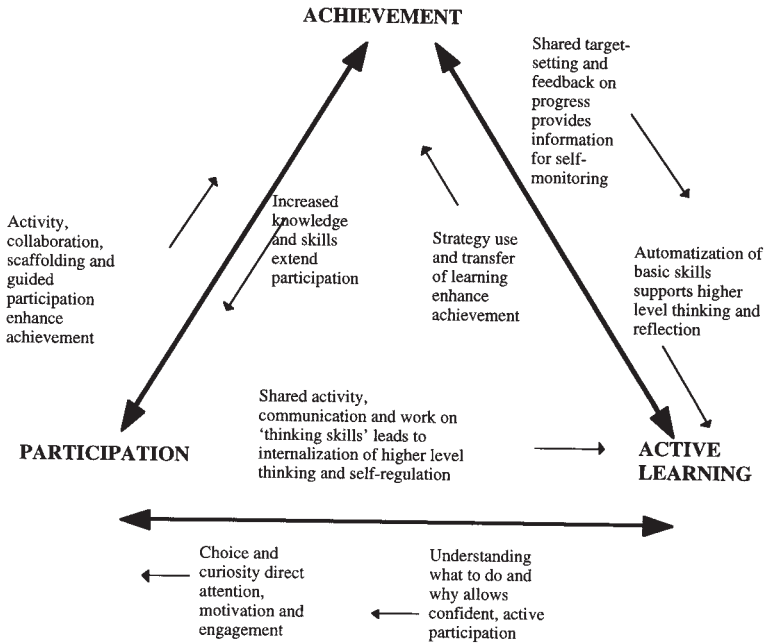 ACHIEVEMENT
Shared target-
setting and
feedback on
progress
provides
information
for self-
monitoring
Activity,
collaboration,
scaffolding and
guided
participation
enhance
achievement
Increased
knowledge
and skills
extend
participation
Strategy use
and transfer
of learning
enhance
achievement
Automatization of
basic skills
supports higher
level thinking and
reflection
Shared activity,
communication and work on
‘thinking skills’ leads to
internalization of higher level
thinking and self-regulation
PARTICIPATION
ACTIVE
LEARNING
Choice and
curiosity direct
attention,
motivation and
engagement
Understanding
what to do and
why allows
confident, active
participation